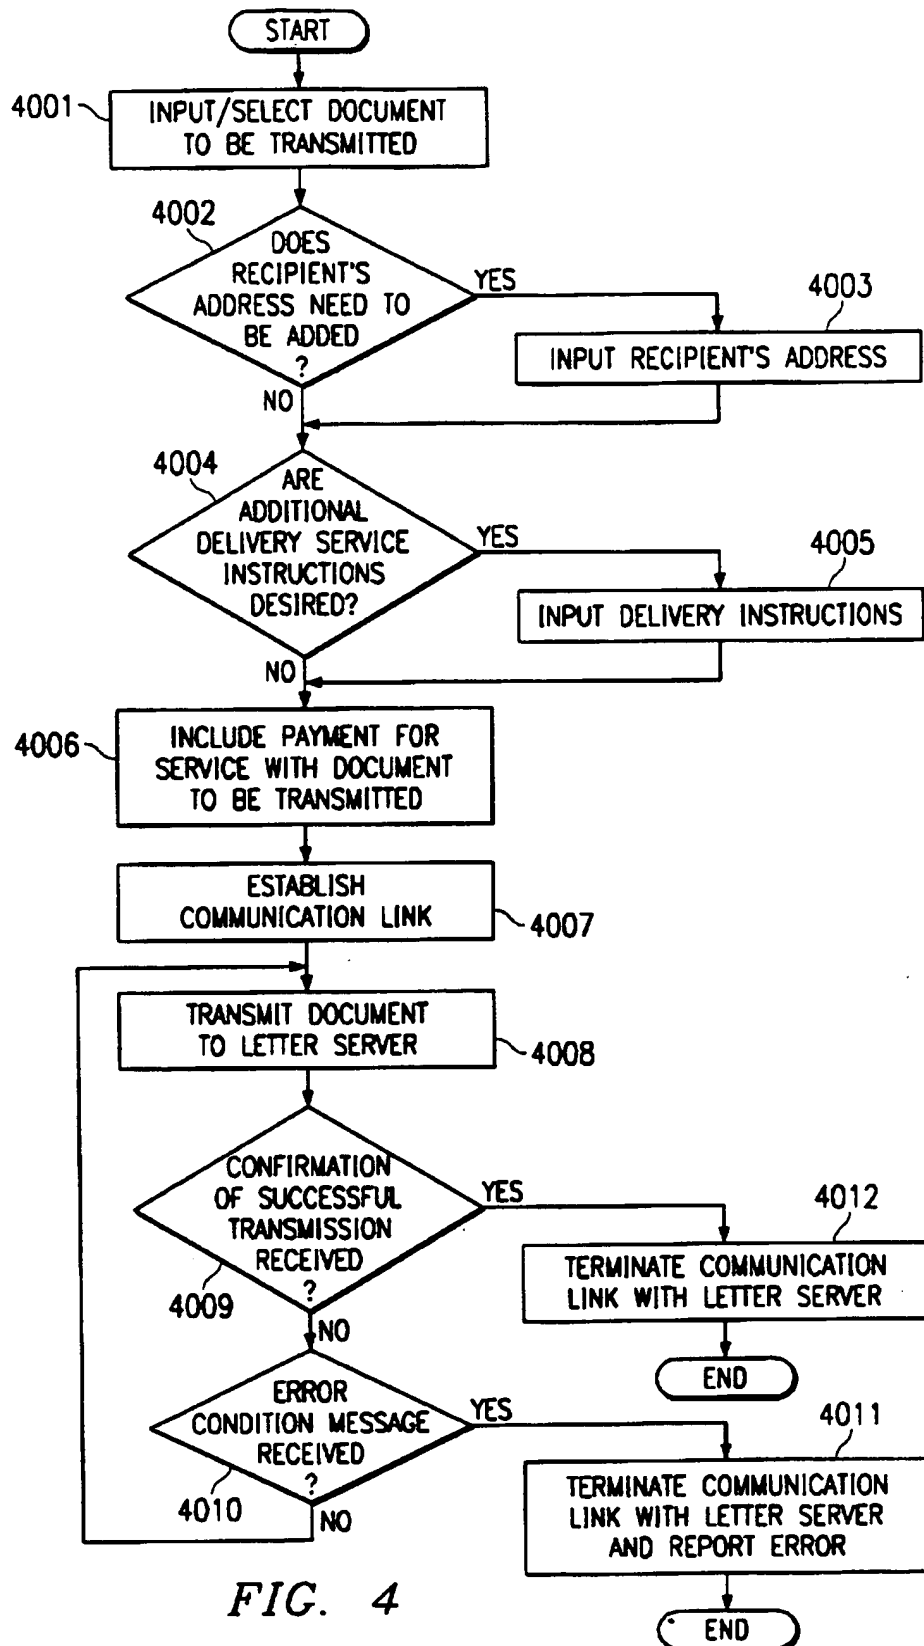 START
4001
INPUT/SELECT DOCUMENT
TO BE TRANSMITTED
4002
DOES
RECIPIENT'S
ADDRESS NEED TO
BE ADDED
?
YES
NO
4003
INPUT RECIPIENT'S ADDRESS
4004
ARE
ADDITIONAL
DELIVERY SERVICE
INSTRUCTIONS
DESIRED?
YES
NO
4005
INPUT DELIVERY INSTRUCTIONS
4006
INCLUDE PAYMENT FOR
SERVICE WITH DOCUMENT
TO BE TRANSMITTED
ESTABLISH
COMMUNICATION LINK
4007
TRANSMIT DOCUMENT
TO LETTER SERVER
4008
CONFIRMATION
OF SUCCESSFUL
TRANSMISSION
RECEIVED
?
4009
YES
NO
4012
TERMINATE COMMUNICATION
LINK WITH LETTER SERVER
END
ERROR
CONDITION MESSAGE
RECEIVED
?
4010
YES
NO
4011
TERMINATE COMMUNICATION
LINK WITH LETTER SERVER
AND REPORT ERROR
END
FIG. 4